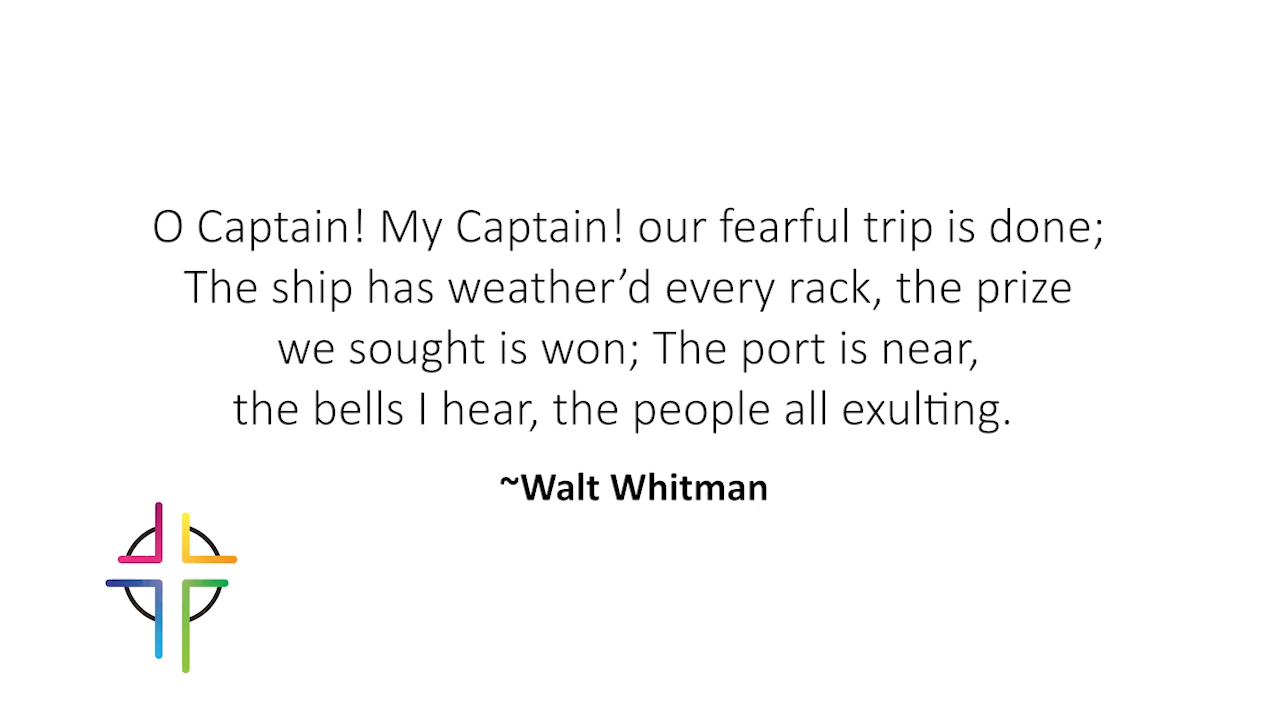 O Captain! My Captain! our fearful trip is done;
The ship has weather’d every rack, the prize
we sought is won; The port is near,
the bells I hear, the people all exulting.
~Walt Whitman